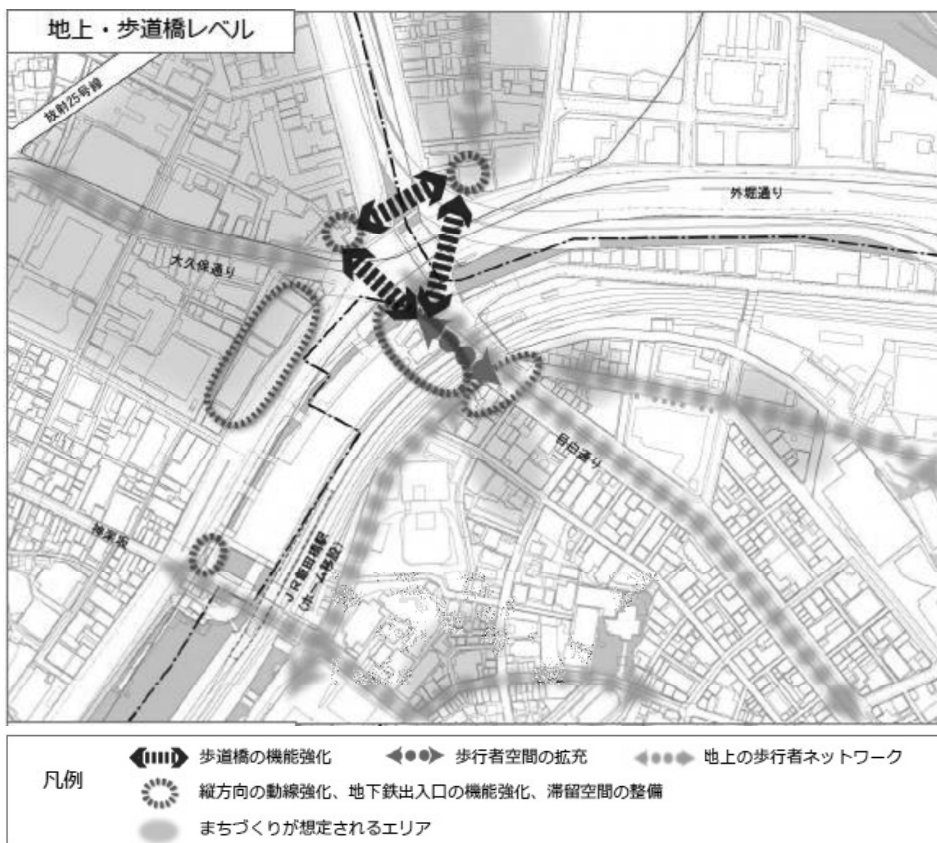 地上・歩道橋レベル
放射25号線
外堀通り
大久保通り
目白通り
神楽坂
JR飯田橋駅
(ホーム移設)
凡例
歩道橋の機能強化
歩行者空間の拡充
地上の歩行者ネットワーク
縦方向の動線強化、地下鉄出入口の機能強化、滞留空間の整備
まちづくりが想定されるエリア